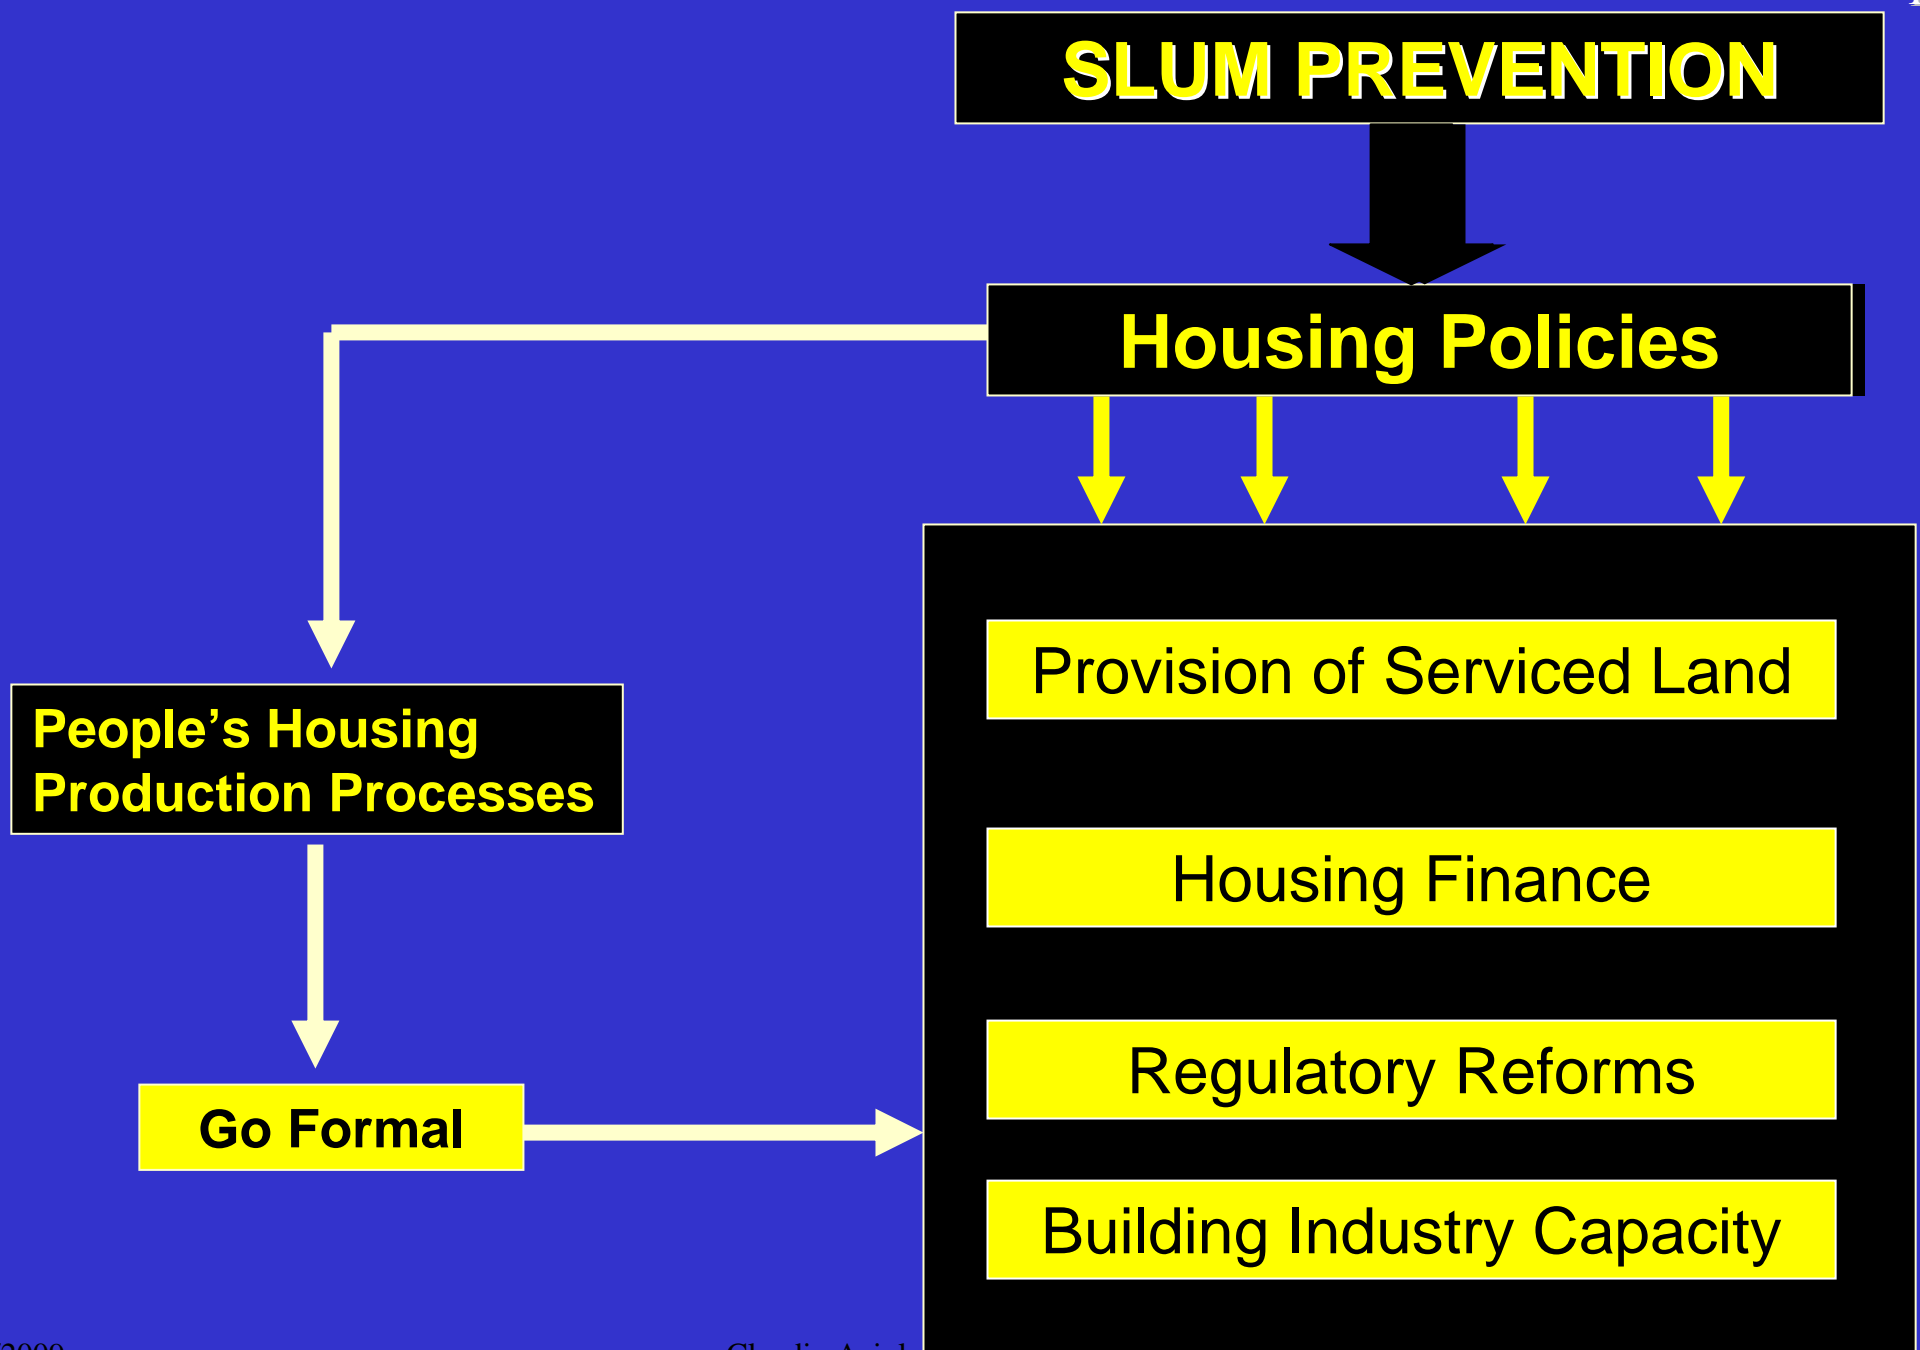 SLUM PREVENTION
Housing Policies
Provision of Serviced Land
People’s Housing
Production Processes
Housing Finance
Regulatory Reforms
Go Formal
Building Industry Capacity